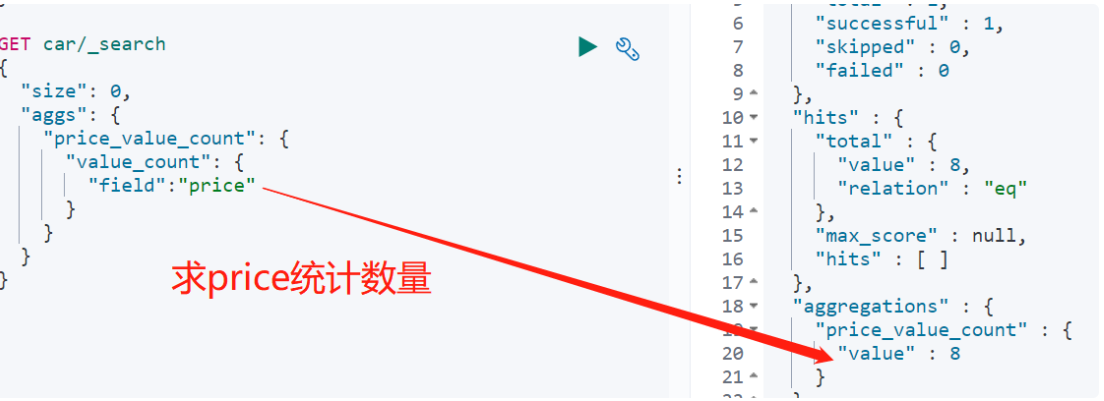 GET car/_search
{
"size": 0,
"aggs": {
"price_value_count": {
"value_count": {
"field":"price"
}
}
}
}
求price统计数量
6 "successful" : 1,
7 "skipped" : 0,
8 "failed" : 0
9 },
10 "hits" : {
11 "total" : {
12 "value" : 8,
13 "relation" : "eq"
14 },
15 "max_score" : null,
16 "hits" : [ ]
17 },
18 "aggregations" : {
19 "price_value_count" : {
20 "value" : 8
21 }